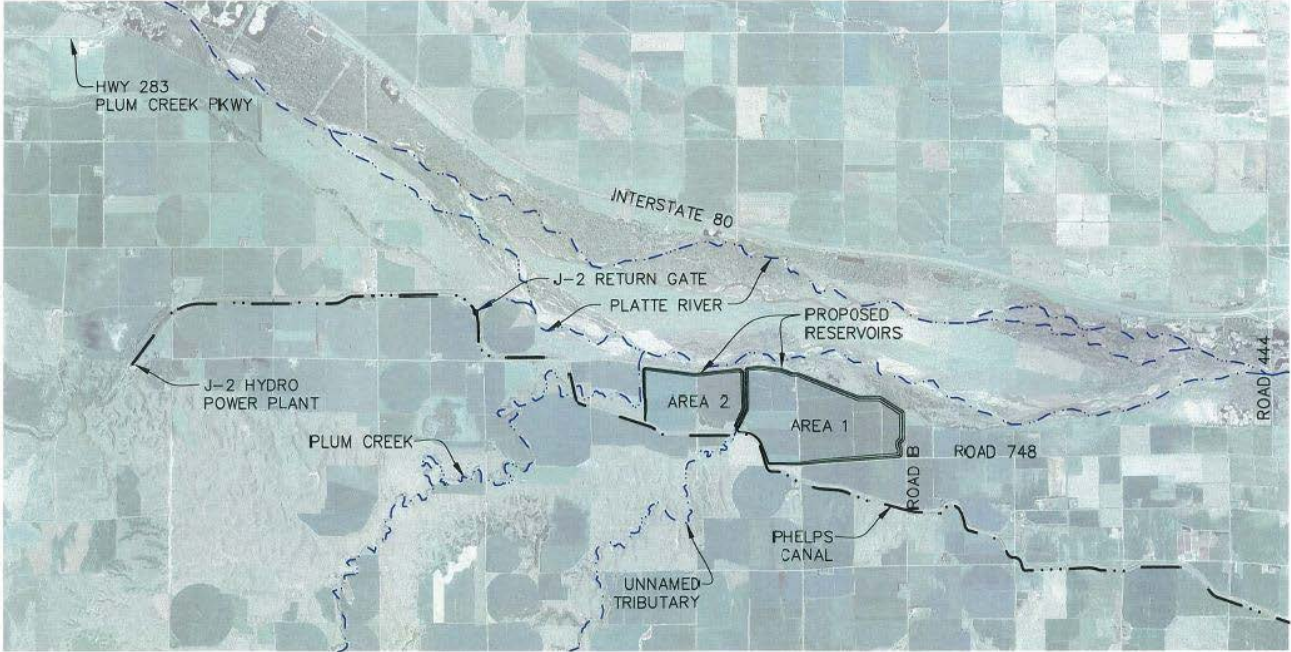 HWY 283
PLUM CREEK PKWY
INTERSTATE 80
J-2 RETURN GATE
PLATTE RIVER
PROPOSED
RESERVOIRS
ROAD 444
J-2 HYDRO
POWER PLANT
AREA 2
AREA 1
PLUM CREEK
ROAD B
ROAD 748
PHELPS
CANAL
UNNAMED
TRIBUTARY